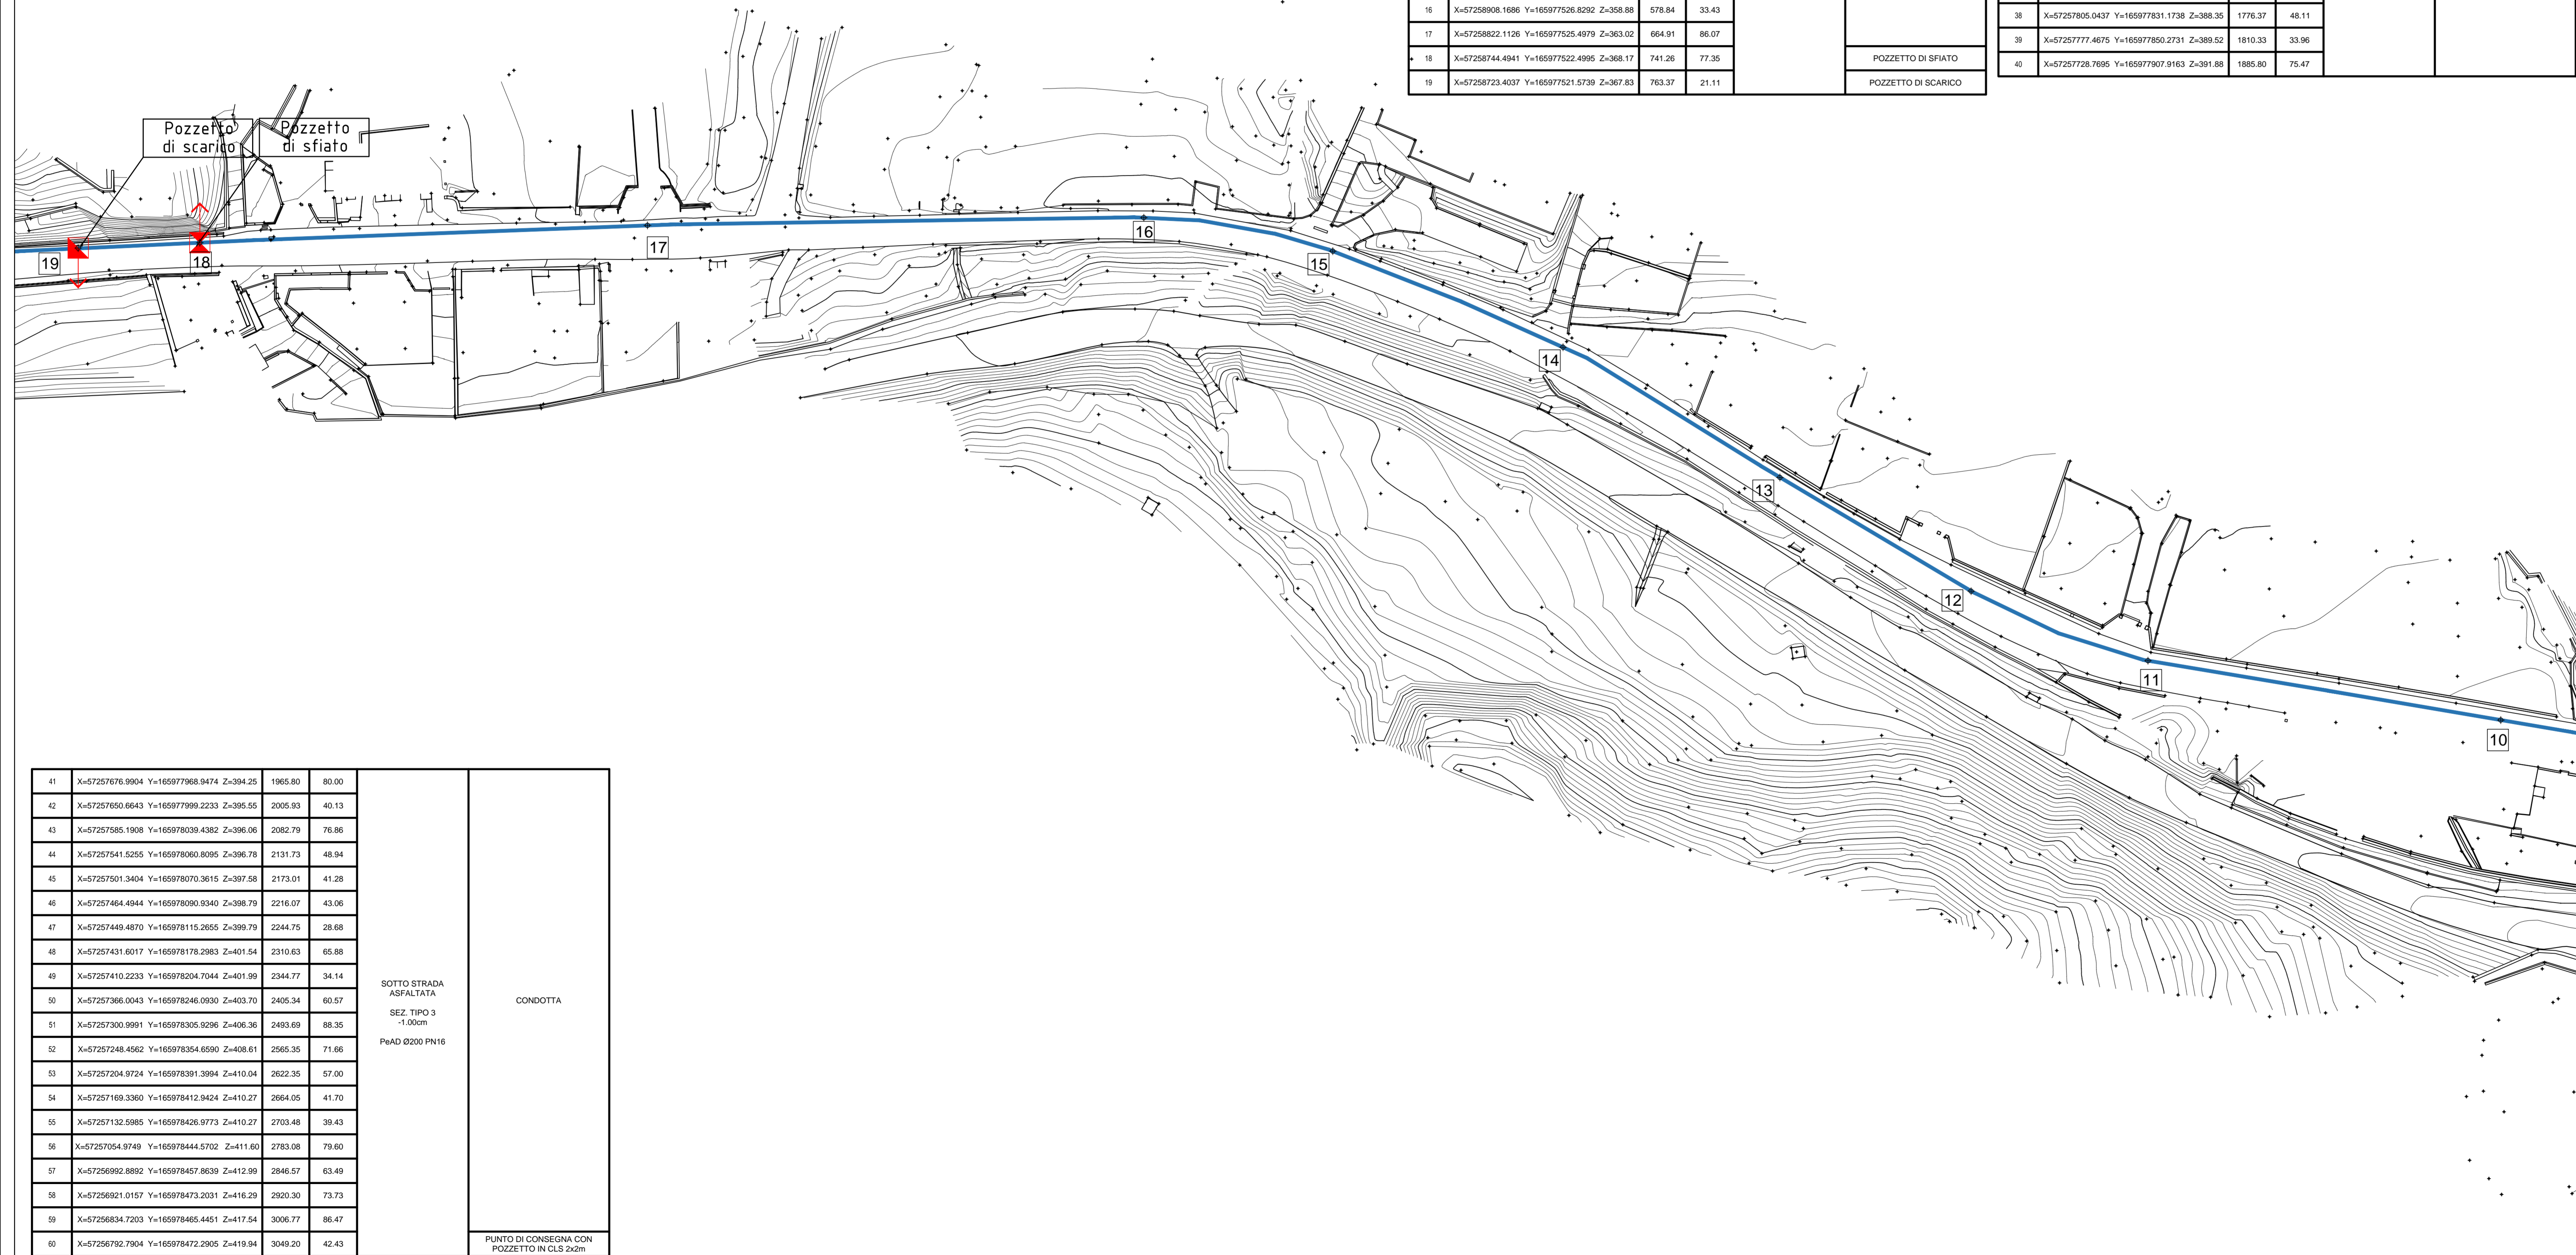 16 X=57258908.1686 Y=165977526.8292 Z=358.88 578.84 33.43
17 X=57258822.1126 Y=165977525.4979 Z=363.02 664.91 86.07
18 X=57258744.4941 Y=165977522.4995 Z=368.17 741.26 77.35 POZZETTO DI SFIATO
19 X=57258723.4037 Y=165977521.5739 Z=367.83 763.37 21.11 POZZETTO DI SCARICO
38 X=57257805.0437 Y=165977831.1738 Z=388.35 1776.37 48.11
39 X=57257777.4675 Y=165977850.2731 Z=389.52 1810.33 33.96
40 X=57257728.7695 Y=165977907.9163 Z=391.88 1885.80 75.47
Pozzetto
di scarico
Pozzetto
di sfiato
19
18
17
16
15
14
13
12
11
10
41 X=57257676.9904 Y=165977968.9474 Z=394.25 1965.80 80.00
42 X=57257650.6643 Y=165977999.2233 Z=395.55 2005.93 40.13
43 X=57257585.1908 Y=165978039.4382 Z=396.06 2082.79 76.86
44 X=57257541.5255 Y=165978060.8095 Z=396.78 2131.73 48.94
45 X=57257501.3404 Y=165978070.3615 Z=397.58 2173.01 41.28
46 X=57257464.4944 Y=165978090.9340 Z=398.79 2216.07 43.06
47 X=57257449.4870 Y=165978115.2655 Z=399.79 2244.75 28.68
48 X=57257431.6017 Y=165978178.2983 Z=401.54 2310.63 65.88
49 X=57257410.2233 Y=165978204.7044 Z=401.99 2344.77 34.14
50 X=57257366.0043 Y=165978246.0930 Z=403.70 2405.34 60.57
51 X=57257300.9991 Y=165978305.9296 Z=406.36 2493.69 88.35
52 X=57257248.4562 Y=165978354.6590 Z=408.61 2565.35 71.66
53 X=57257204.9724 Y=165978391.3994 Z=410.04 2622.35 57.00
54 X=57257169.3360 Y=165978412.9424 Z=410.27 2664.05 41.70
55 X=57257132.5985 Y=165978426.9773 Z=410.27 2703.48 39.43
56 X=57257054.9749 Y=165978444.5702 Z=411.60 2783.08 79.60
57 X=57256992.8892 Y=165978457.8639 Z=412.99 2846.57 63.49
58 X=57256921.0157 Y=165978473.2031 Z=416.29 2920.30 73.73
59 X=57256834.7203 Y=165978465.4451 Z=417.54 3006.77 86.47
60 X=57256792.7904 Y=165978472.2905 Z=419.94 3049.20 42.43
SOTTO STRADA
ASFALTATA
SEZ. TIPO 3
-1.00cm
PeAD Ø200 PN16
CONDOTTA
PUNTO DI CONSEGNA CON
POZZETTO IN CLS 2x2m